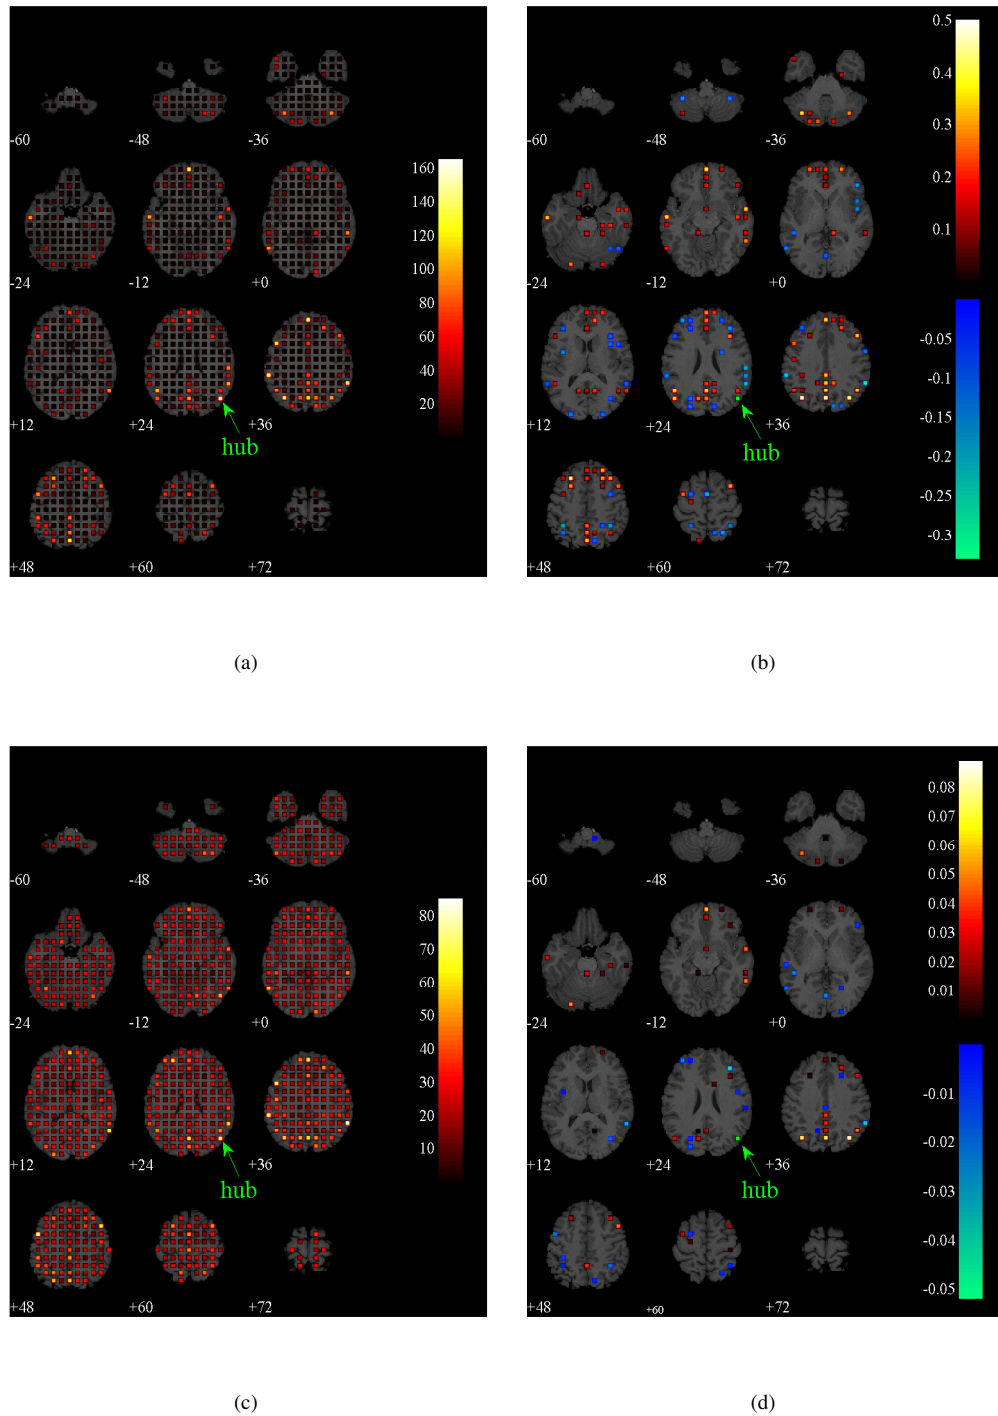 -60 -48 -36
-24 -12 +0
160
140
120
100
80
60
40
20
+12 +24 +36
hub
+48 +60 +72
(a)
0.5
0.4
0.3
0.2
0.1
-0.05
-0.1
-0.15
-0.2
-0.25
-0.3
-60 -48 -36
-24 -12 +0
+12 +24 +36
hub
+48 +60 +72
(b)
-60 -48 -36
-24 -12 +0
80
70
60
50
40
30
20
10
+12 +24 +36
hub
+48 +60 +72
(c)
0.08
0.07
0.06
0.05
0.04
0.03
0.02
0.01
-0.01
-0.02
-0.03
-0.04
-0.05
-60 -48 -36
-24 -12 +0
+12 +24 +36
hub
+48 +60 +72
(d)